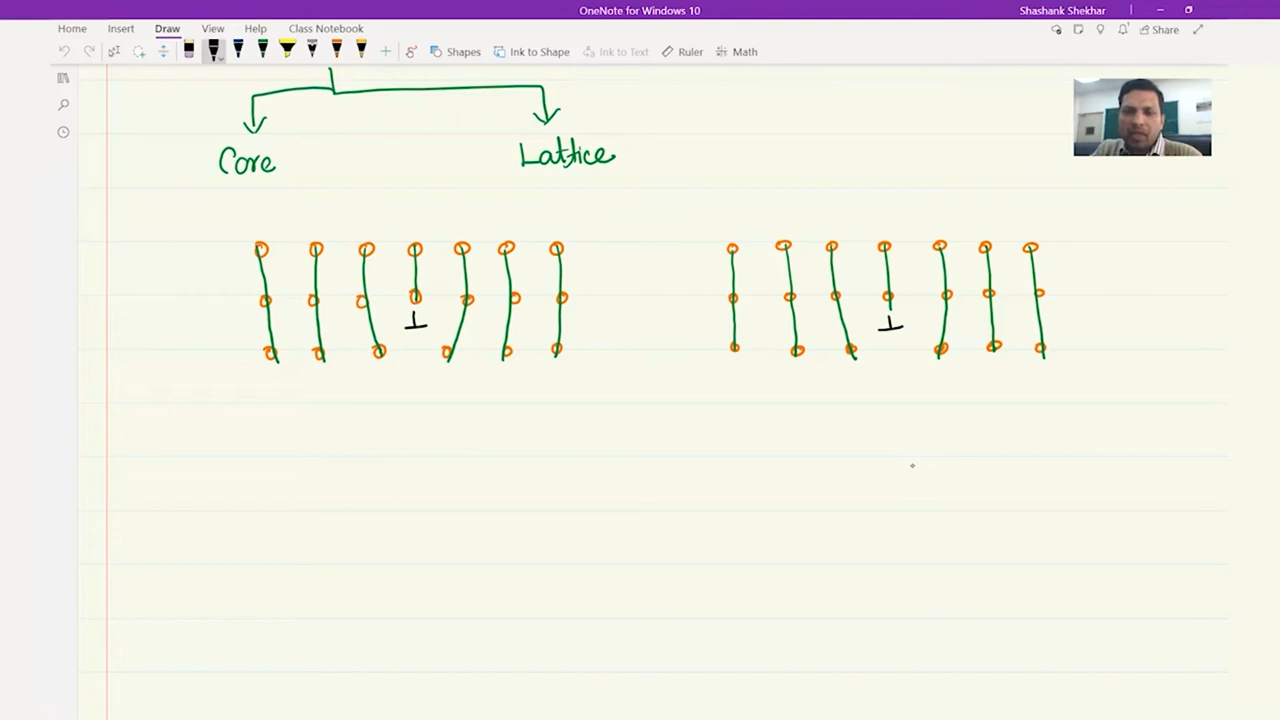 OneNote for Windows 10
Shashank Shekhar
Home Insert Draw View Help Class Notebook
Shapes Ink to Shape Ink to Text Ruler Math Share
Core Lattice